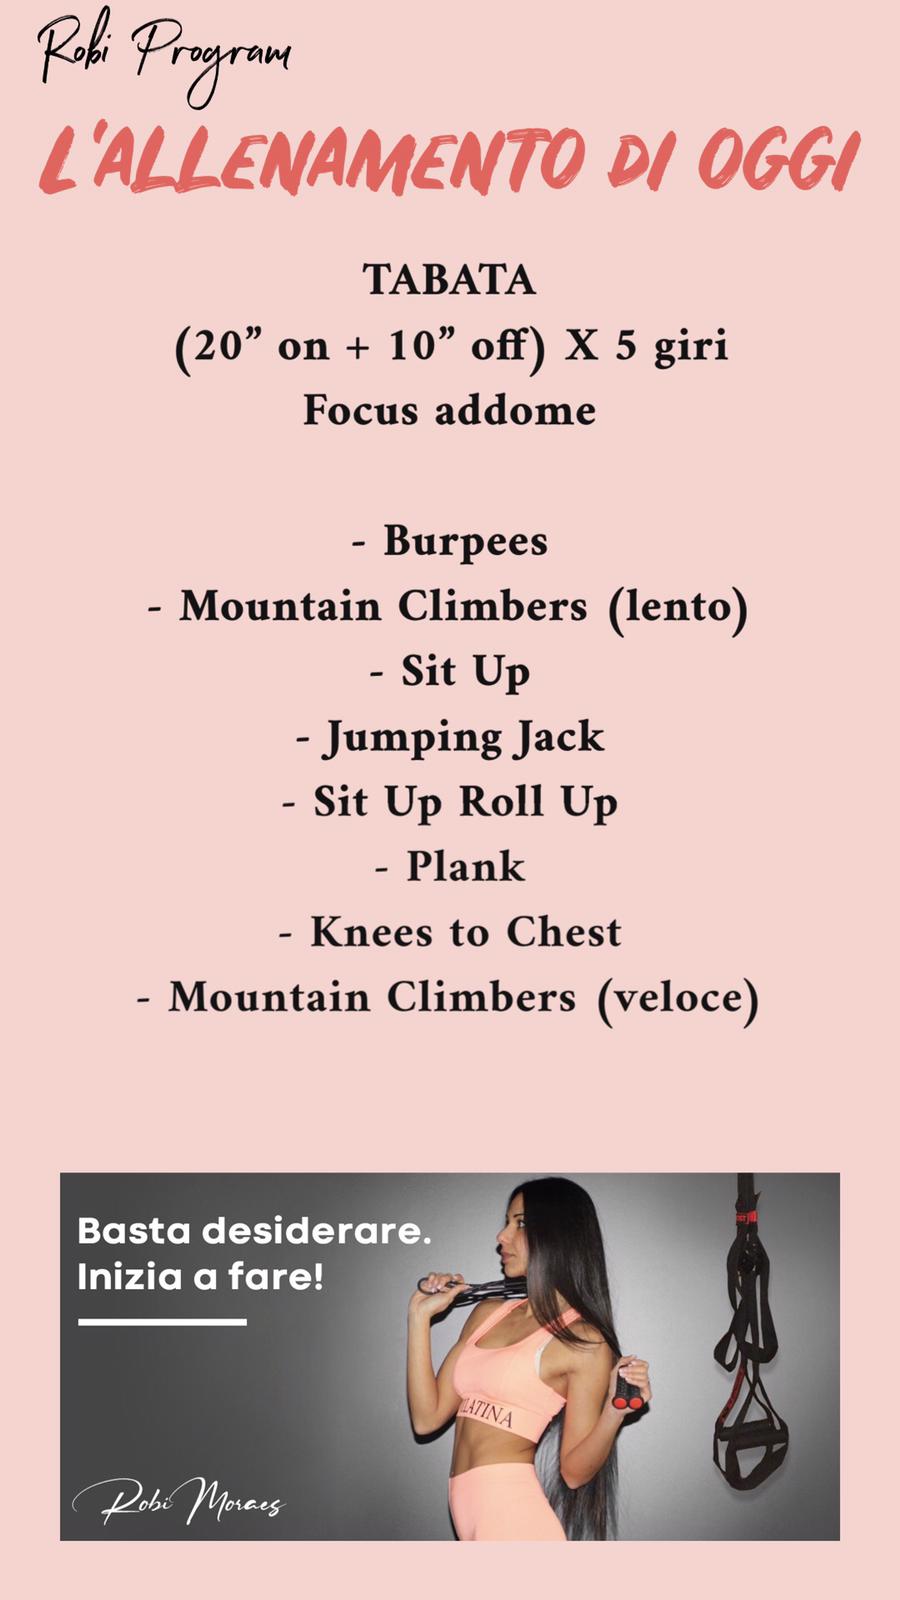 Robi Program
L'ALLENAMENTO DI OGGI
TABATA
(20” on + 10” off) X 5 giri
Focus addome
- Burpees
- Mountain Climbers (lento)
- Sit Up
- Jumping Jack
- Sit Up Roll Up
- Plank
- Knees to Chest
- Mountain Climbers (veloce)
Basta desiderare.
Inizia a fare!
LATINA
Robi Moraes